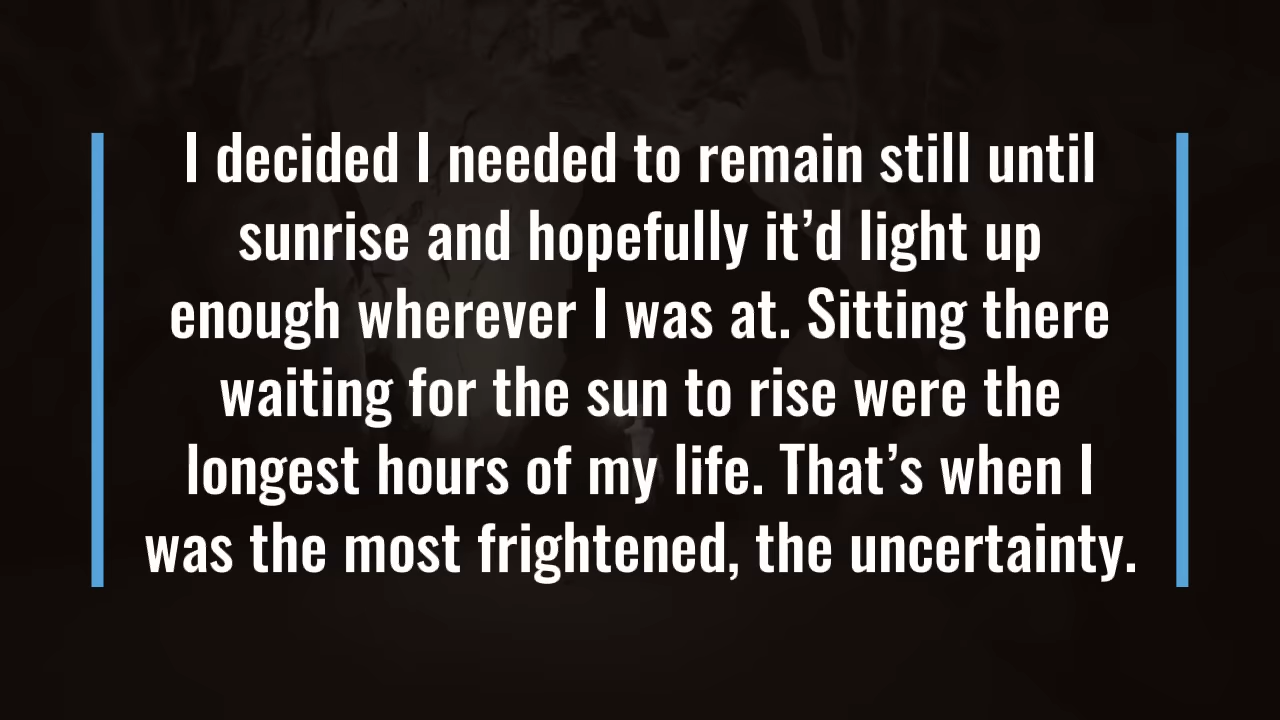 I decided I needed to remain still until
sunrise and hopefully it’d light up
enough wherever I was at. Sitting there
waiting for the sun to rise were the
longest hours of my life. That’s when I
was the most frightened, the uncertainty.